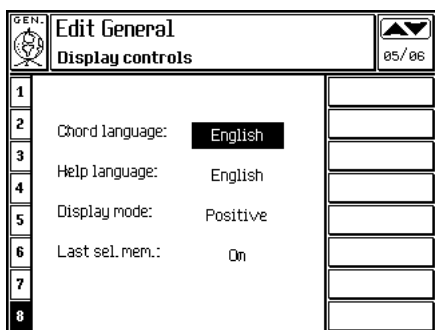 GEN.
Edit General
Display controls
05/06
1
2
Chord language: English
3
Help language: English
4
5
Display mode: Positive
6
Last sel.mem.: On
7
8